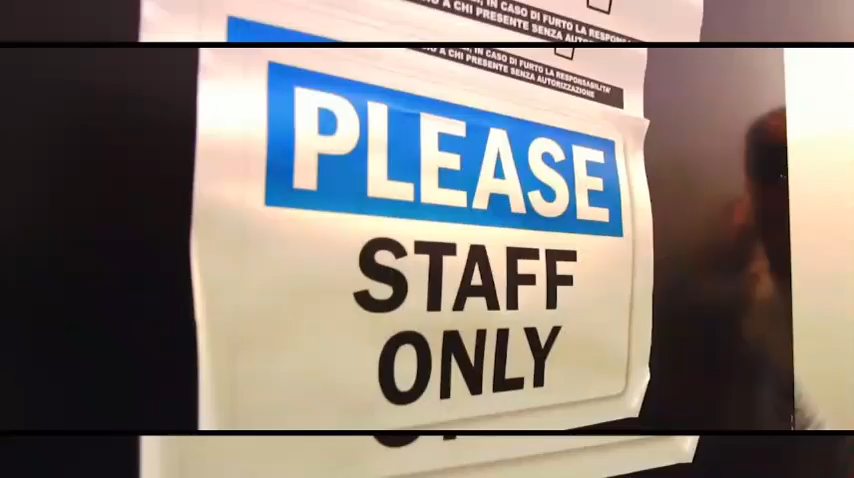 IN CASO DI FURTO LA RESPONSABILITA'
A CHI PRESENTE SENZA AUTORIZZAZIONE
PLEASE
STAFF
ONLY